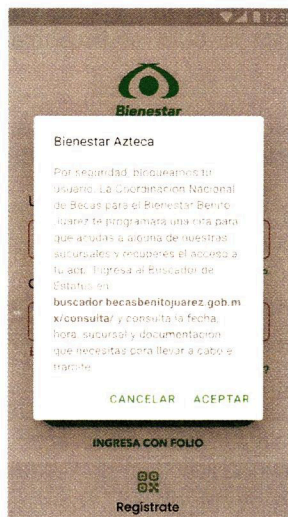 12:30
Bienestar
Bienestar Azteca
Por seguridad, bloqueamos tu
usuario. La Coordinación Nacional
de Becas para el Bienestar Benito
Juárez te programará una cita para
que acudas a alguna de nuestras
sucursales y recuperes el acceso a
tu app. Ingresa al Buscador de
Estatus en
buscador.becasbenitojuarez.gob.m
x/consulta/ y consulta la fecha,
hora, sucursal y documentación
que necesitas para llevar a cabo el
trámite.
CANCELAR ACEPTAR
INGRESA CON FOLIO
Regístrate